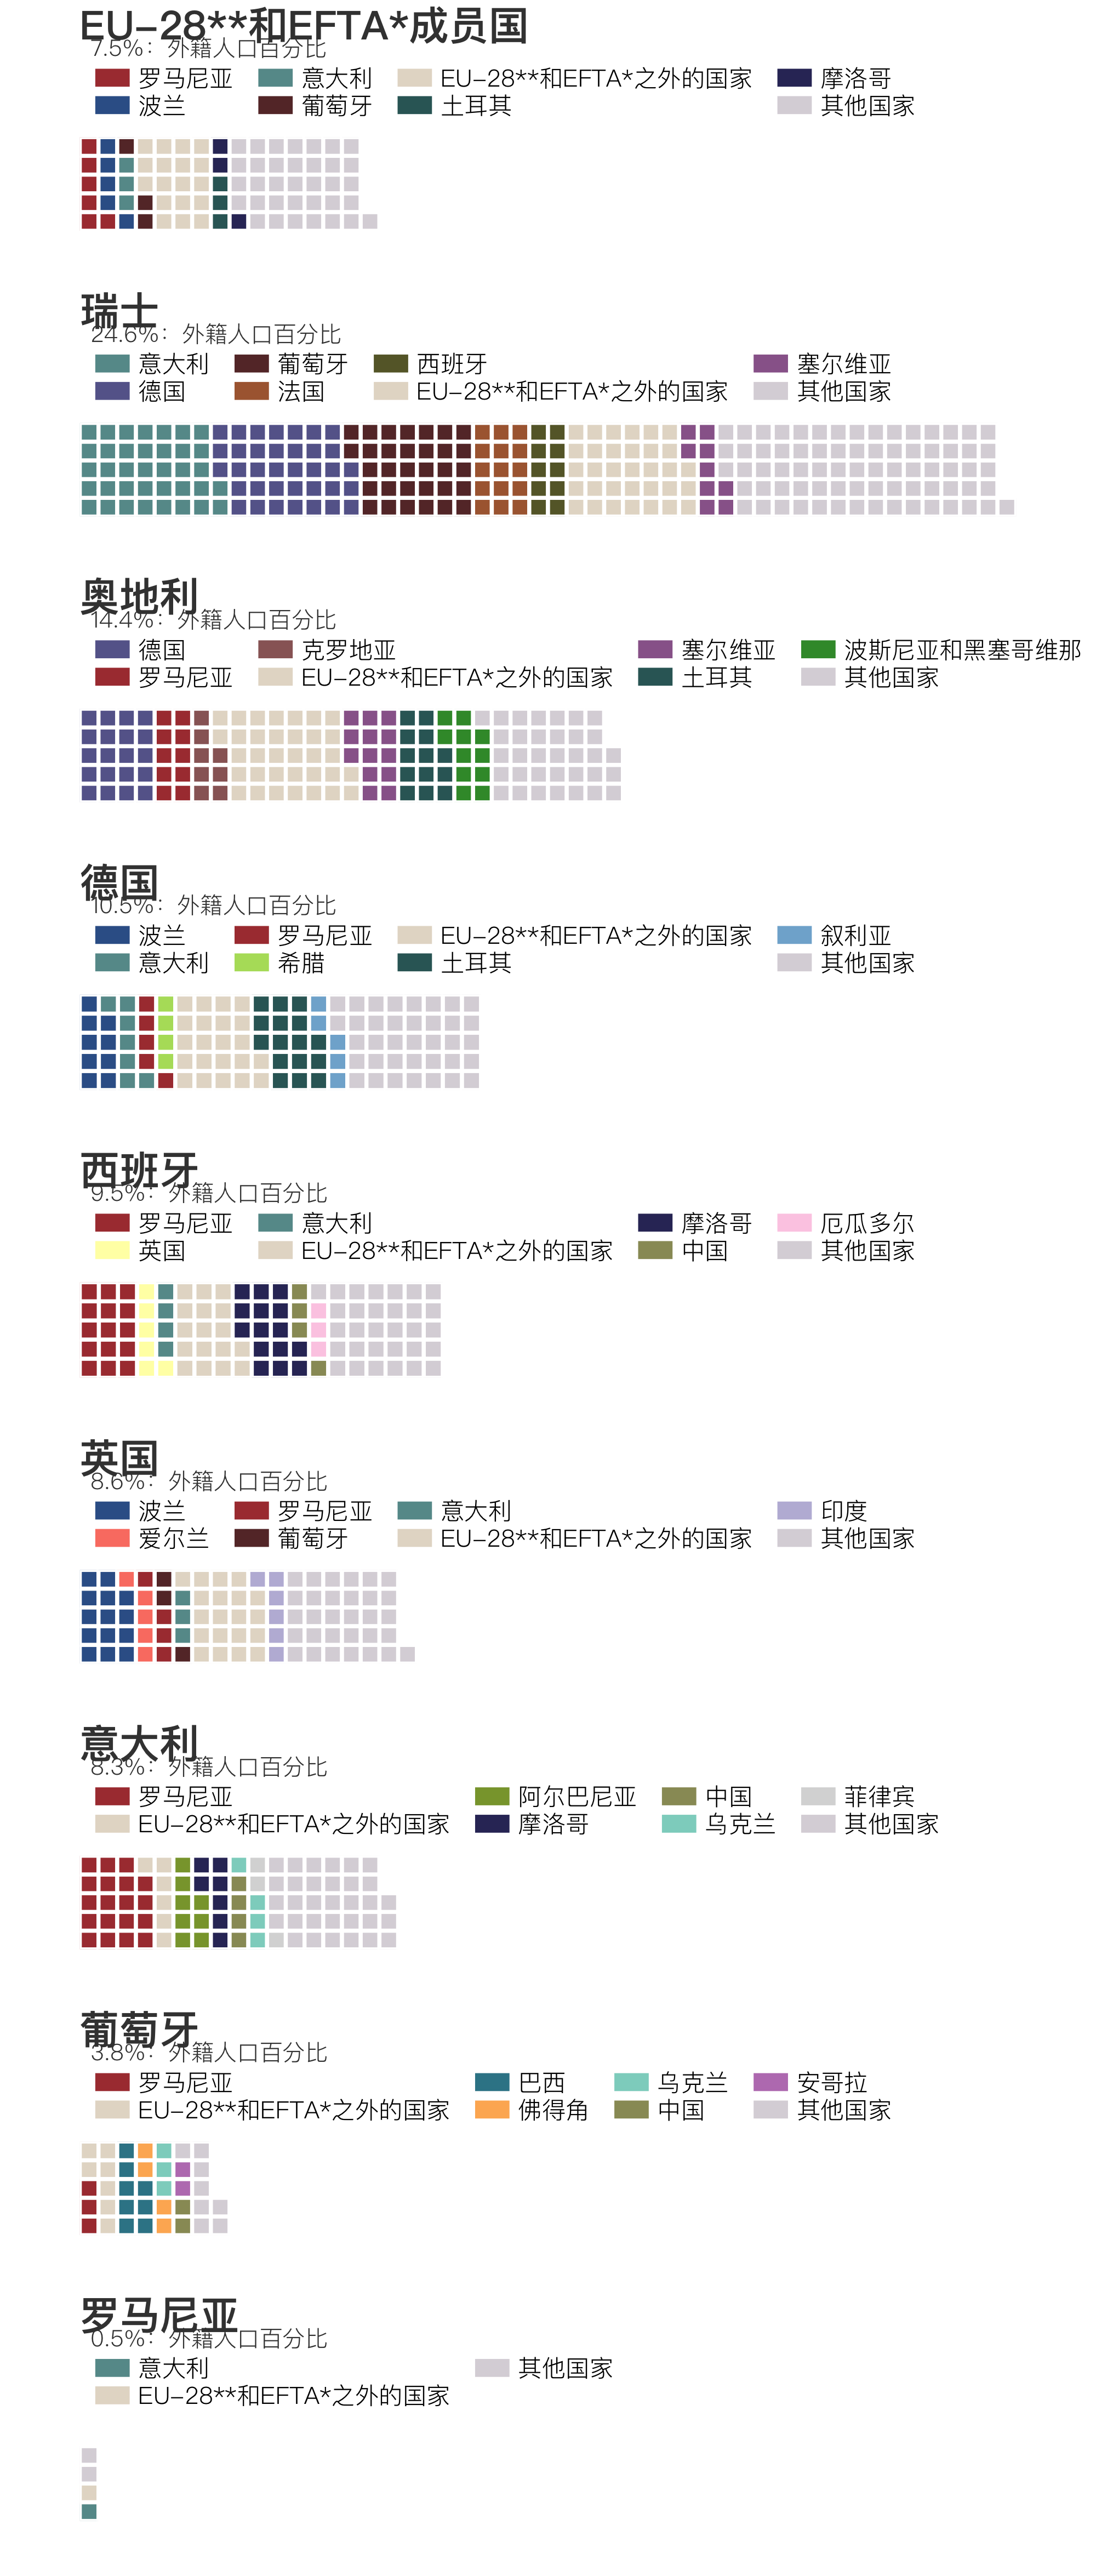 EU-28**和EFTA*成员国
7.5%：外籍人口百分比
罗马尼亚 意大利 EU-28**和EFTA*之外的国家 摩洛哥
波兰 葡萄牙 土耳其 其他国家
瑞士
24.6%：外籍人口百分比
意大利 葡萄牙 西班牙 塞尔维亚
德国 法国 EU-28**和EFTA*之外的国家 其他国家
奥地利
14.4%：外籍人口百分比
德国 克罗地亚 塞尔维亚 波斯尼亚和黑塞哥维那
罗马尼亚 EU-28**和EFTA*之外的国家 土耳其 其他国家
德国
10.5%：外籍人口百分比
波兰 罗马尼亚 EU-28**和EFTA*之外的国家 叙利亚
意大利 希腊 土耳其 其他国家
西班牙
9.5%：外籍人口百分比
罗马尼亚 意大利 摩洛哥 厄瓜多尔
英国 EU-28**和EFTA*之外的国家 中国 其他国家
英国
8.6%：外籍人口百分比
波兰 罗马尼亚 意大利 印度
爱尔兰 葡萄牙 EU-28**和EFTA*之外的国家 其他国家
意大利
8.3%：外籍人口百分比
罗马尼亚 阿尔巴尼亚 中国 菲律宾
EU-28**和EFTA*之外的国家 摩洛哥 乌克兰 其他国家
葡萄牙
3.8%：外籍人口百分比
罗马尼亚 巴西 乌克兰 安哥拉
EU-28**和EFTA*之外的国家 佛得角 中国 其他国家
罗马尼亚
0.5%：外籍人口百分比
意大利 其他国家
EU-28**和EFTA*之外的国家